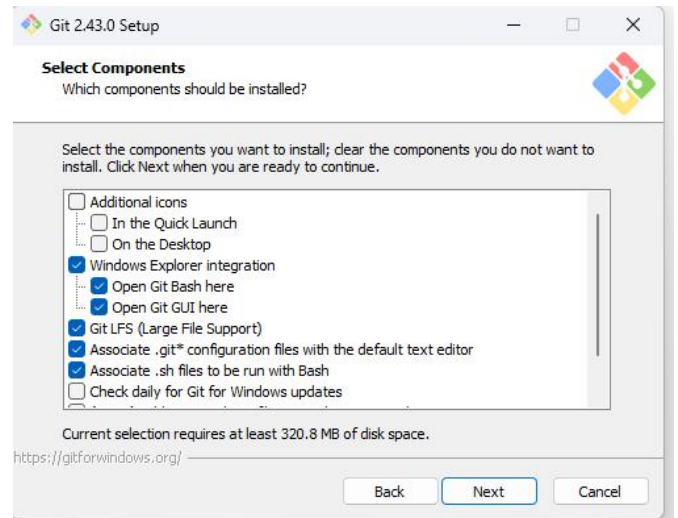 Git 2.43.0 Setup
Select Components
Which components should be installed?
Select the components you want to install; clear the components you do not want to
install. Click Next when you are ready to continue.
Additional icons
In the Quick Launch
On the Desktop
Windows Explorer integration
Open Git Bash here
Open Git GUI here
Git LFS (Large File Support)
Associate .git* configuration files with the default text editor
Associate .sh files to be run with Bash
Check daily for Git for Windows updates
Current selection requires at least 320.8 MB of disk space.
https://gitforwindows.org/
Back Next Cancel